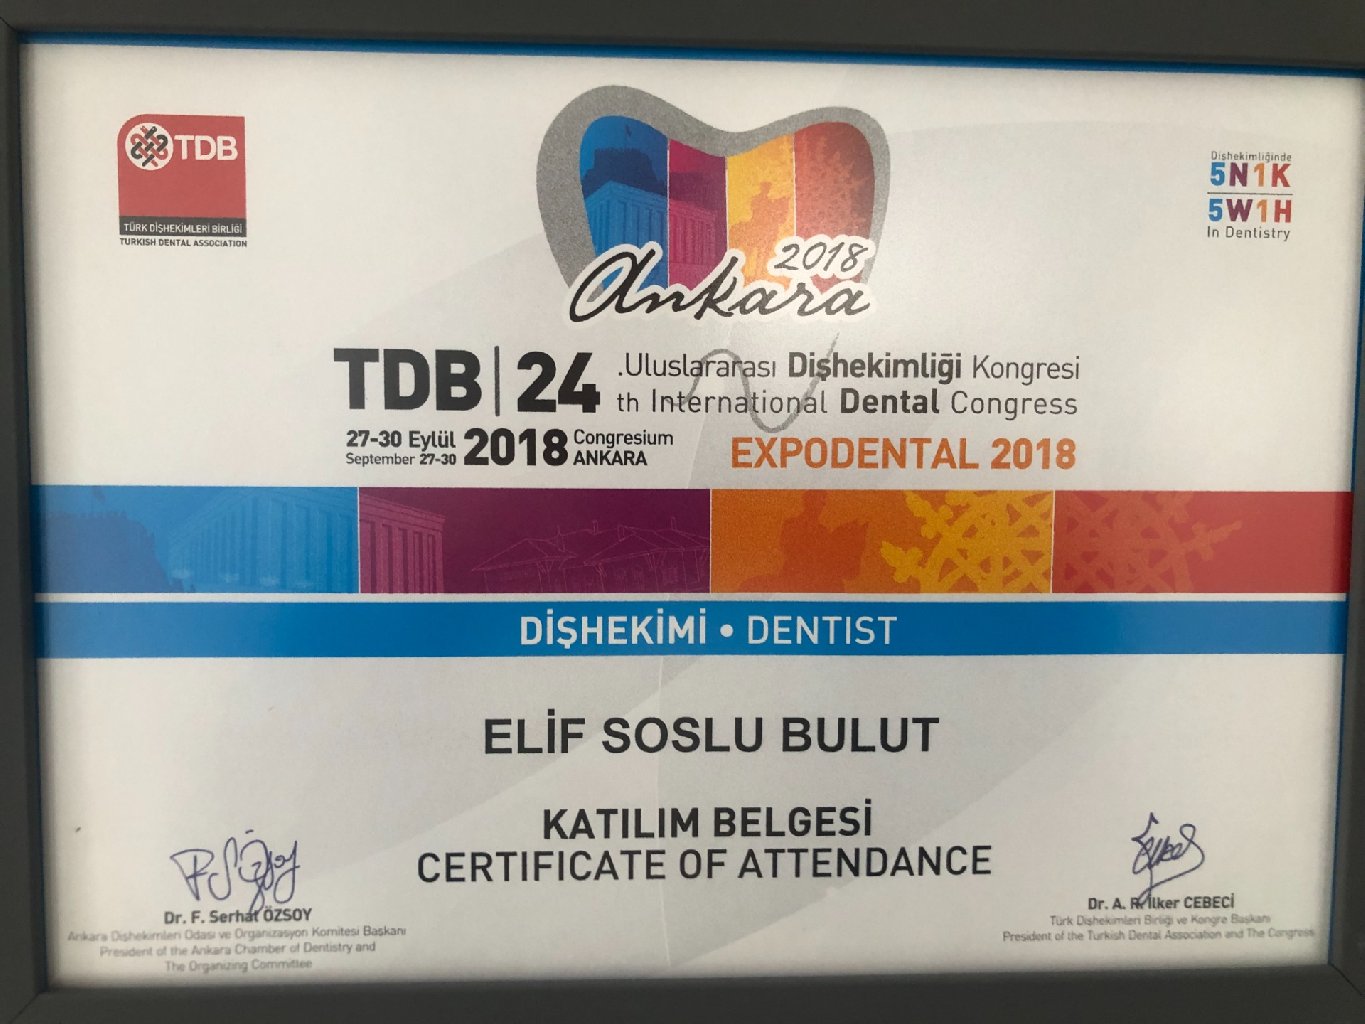 TDB
TÜRK DİŞHEKİMLERİ BİRLİĞİ
TURKISH DENTAL ASSOCIATION
2018
Ankara
Dişhekimliğinde
5N1K
5W1H
In Dentistry
TDB | 24 .Uluslararası Dişhekimliği Kongresi
th International Dental Congress
27-30 Eylül 2018 Congresium
September 27-30 ANKARA
EXPODENTAL 2018
DİŞHEKİMİ • DENTIST
ELİF SOSLU BULUT
KATILIM BELGESİ
CERTIFICATE OF ATTENDANCE
Dr. F. Serhat ÖZSOY
Ankara Dişhekimleri Odası ve Organizasyon Komitesi Başkanı
President of the Ankara Chamber of Dentistry and
The Organizing Committee
Dr. A. R. İlker CEBECİ
Türk Dişhekimleri Birliği ve Kongre Başkanı
President of the Turkish Dental Association and The Congress